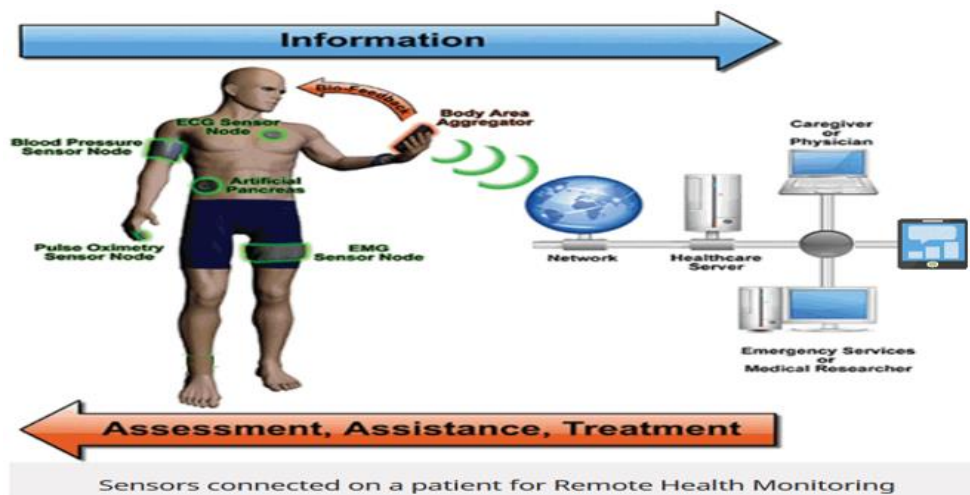 Information
Bio-Feedback
Body Area
Aggregator
ECG Sensor
Node
Blood Pressure
Sensor Node
Artificial
Pancreas
Pulse Oximetry
Sensor Node
EMG
Sensor Node
Caregiver
or
Physician
Network
Healthcare
Server
Emergency Services
or
Medical Researcher
Assessment, Assistance, Treatment
Sensors connected on a patient for Remote Health Monitoring